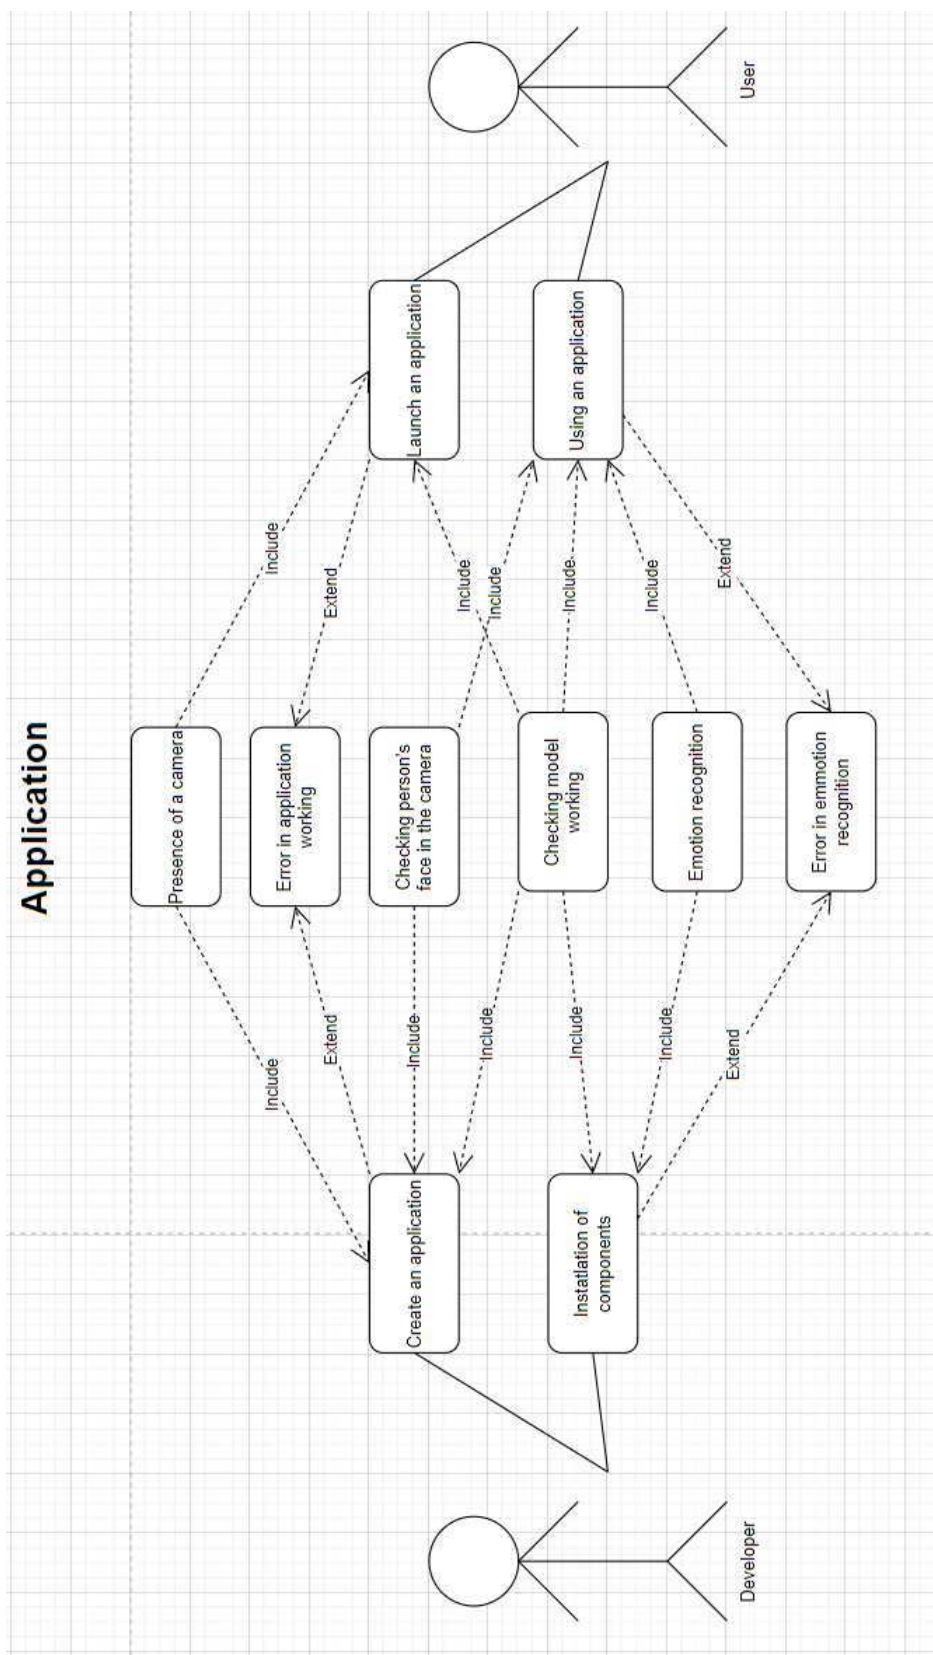 Application
Presence of a camera
Include
Include
Error in application
working
Extend
Extend
Create an application
Launch an application
Checking person's
face in the camera
Include
Include
Include
Include
Checking model
working
Include
Include
Instatlation of
components
Using an application
Emotion recognition
Include
Include
Extend
Extend
Error in emmotion
recognition
Developer
User